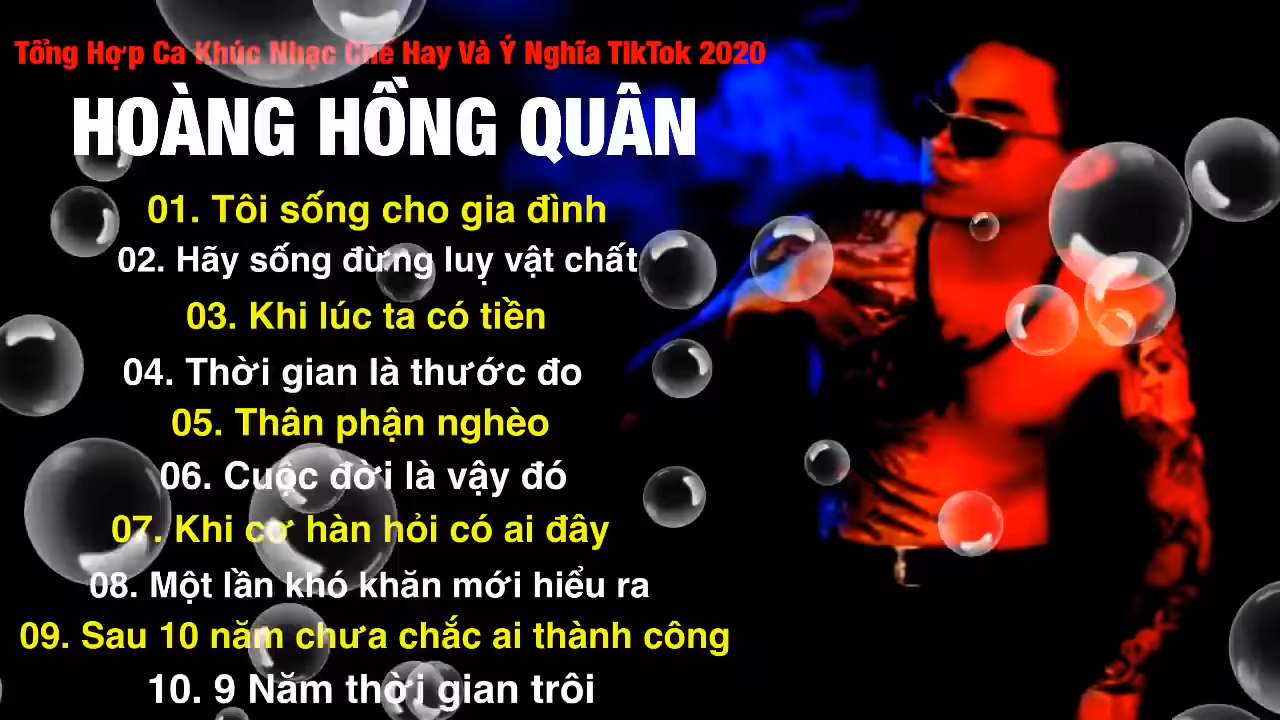 Tổng Hợp Ca Khúc Nhạc Chế Hay Và Ý Nghĩa TikTok 2020
HOÀNG HỒNG QUÂN
01. Tôi sống cho gia đình
02. Hãy sống đừng luỵ vật chất
03. Khi lúc ta có tiền
04. Thời gian là thước đo
05. Thân phận nghèo
06. Cuộc đời là vậy đó
07. Khi cơ hàn hỏi có ai đây
08. Một lần khó khăn mới hiểu ra
09. Sau 10 năm chưa chắc ai thành công
10. 9 Năm thời gian trôi